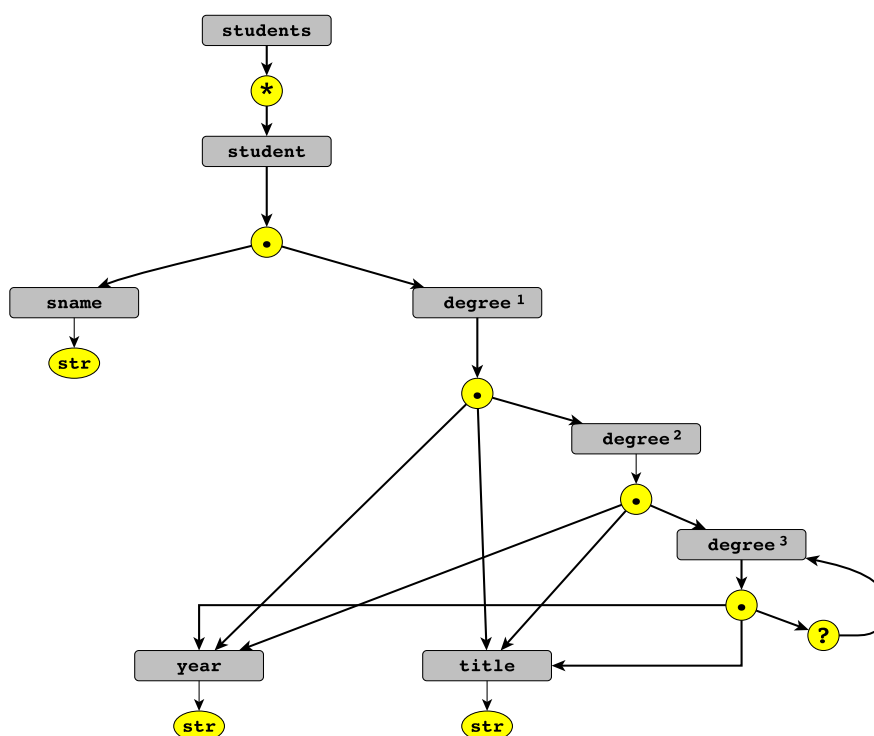 students
*
student
.
sname
degree 1
str
.
degree 2
.
degree 3
.
?
year
title
str
str